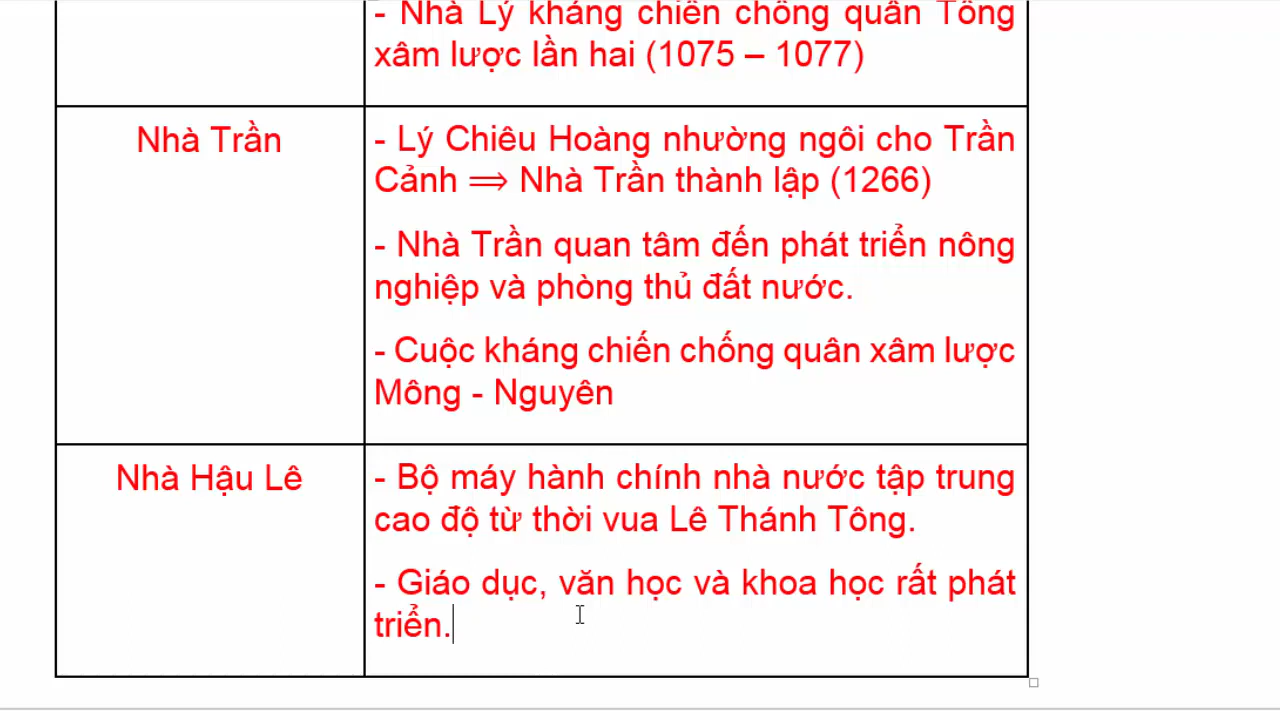 - Nhà Lý kháng chiến chống quân Tống
xâm lược lần hai (1075 – 1077)
Nhà Trần
- Lý Chiêu Hoàng nhường ngôi cho Trần
Cảnh ⟹ Nhà Trần thành lập (1266)
- Nhà Trần quan tâm đến phát triển nông
nghiệp và phòng thủ đất nước.
- Cuộc kháng chiến chống quân xâm lược
Mông - Nguyên
Nhà Hậu Lê
- Bộ máy hành chính nhà nước tập trung
cao độ từ thời vua Lê Thánh Tông.
- Giáo dục, văn học và khoa học rất phát
triển.